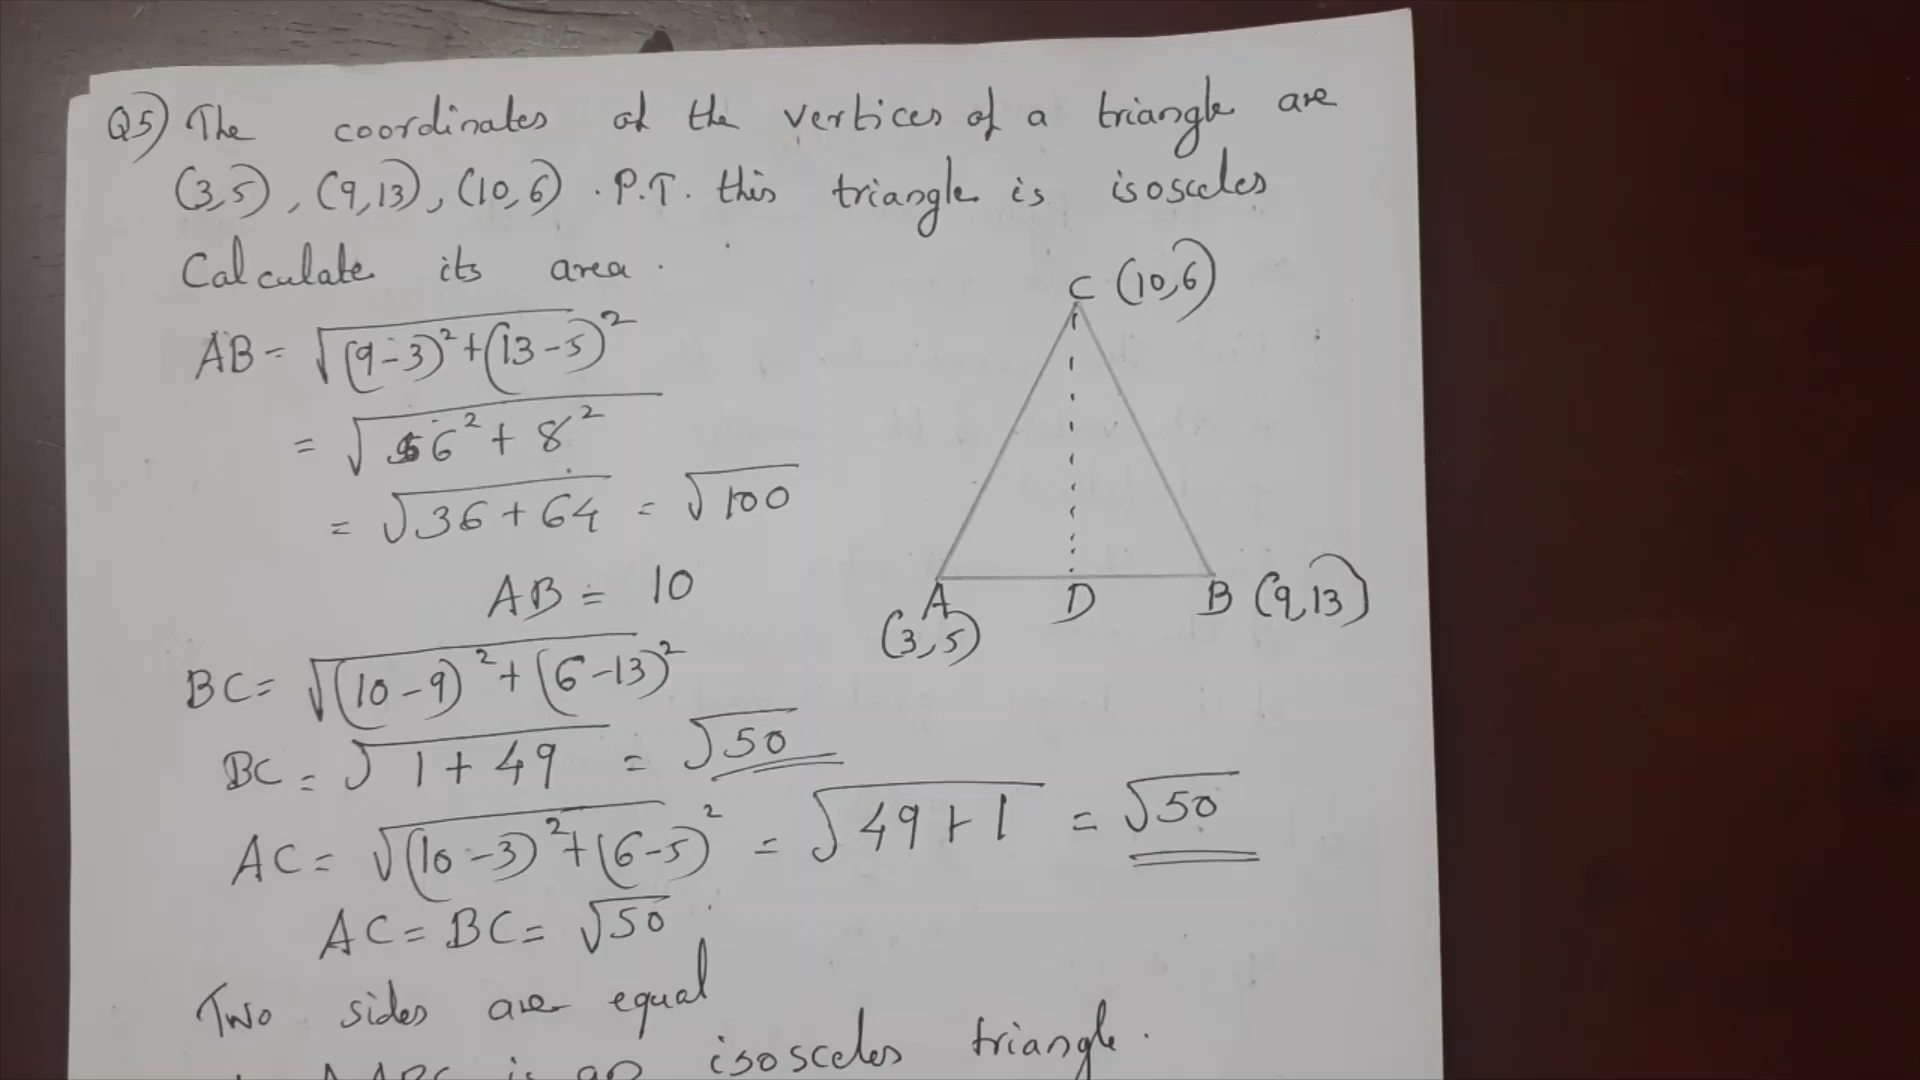 Q5) The coordinates of the vertices of a triangle are
(3,5), (9,13), (10,6). P.T. this triangle is isosceles
Calculate its area.
AB = √(9-3)²+(13-5)²
= √6²+8²
= √36+64 = √100
AB = 10
BC = √(10-9)²+(6-13)²
BC = √1+49 = √50
AC = √(10-3)²+(6-5)² = √49+1 = √50
AC = BC = √50
Two sides are equal
ABC is an isosceles triangle.
C (10,6)
A D B (9,13)
(3,5)